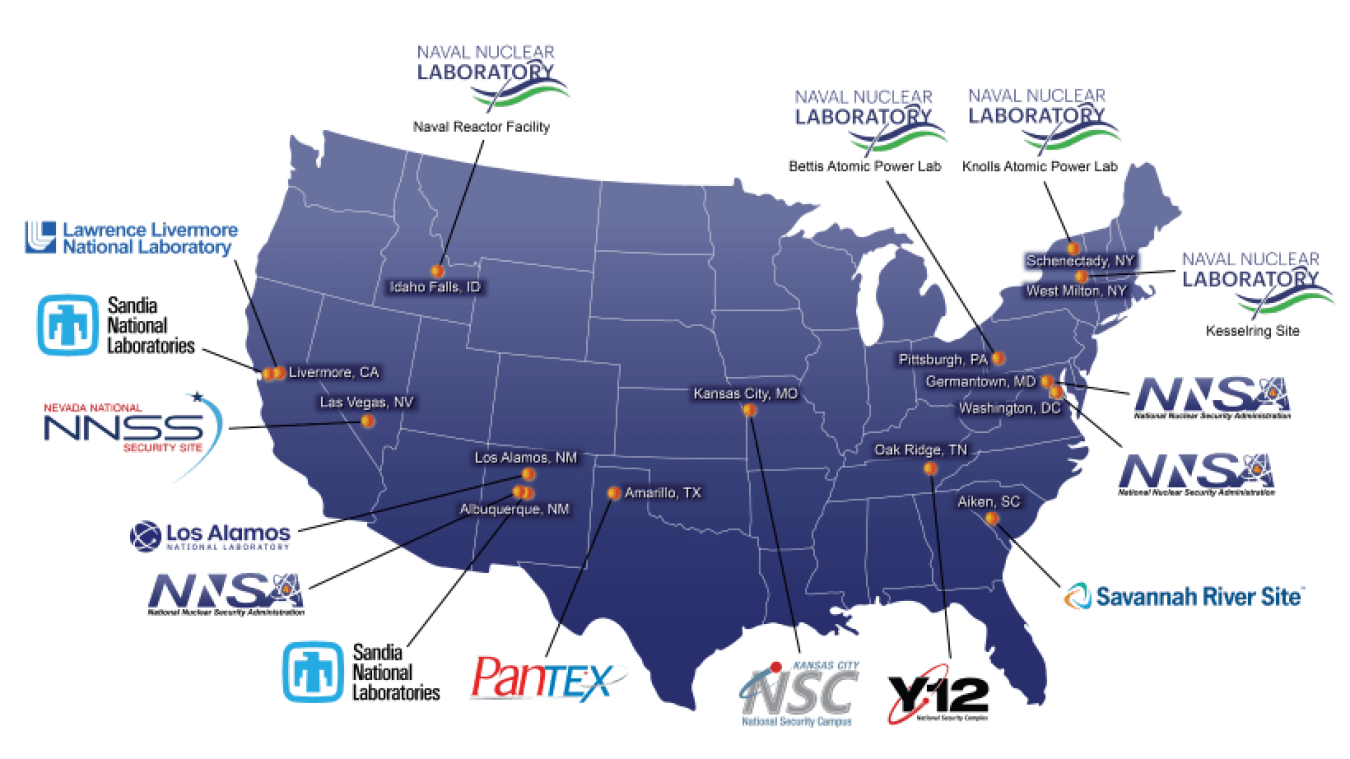 NAVAL NUCLEAR
LABORATORY
Naval Reactor Facility
NAVAL NUCLEAR
LABORATORY
Bettis Atomic Power Lab
NAVAL NUCLEAR
LABORATORY
Knolls Atomic Power Lab
Lawrence Livermore
National Laboratory
Sandia
National
Laboratories
NEVADA NATIONAL
NNSS
SECURITY SITE
Idaho Falls, ID
Schenectady, NY
West Milton, NY
NAVAL NUCLEAR
LABORATORY
Kesselring Site
Livermore, CA
Las Vegas, NV
Pittsburgh, PA
Germantown, MD
Washington, DC
Kansas City, MO
NNSA
National Nuclear Security Administration
NNSA
National Nuclear Security Administration
Los Alamos, NM
Albuquerque, NM
Amarillo, TX
Oak Ridge, TN
Aiken, SC
Los Alamos
NATIONAL LABORATORY
NNSA
National Nuclear Security Administration
Sandia
National
Laboratories
PanTEX
KANSAS CITY
NSC
National Security Campus
Y-12
National Security Complex
Savannah River Site™